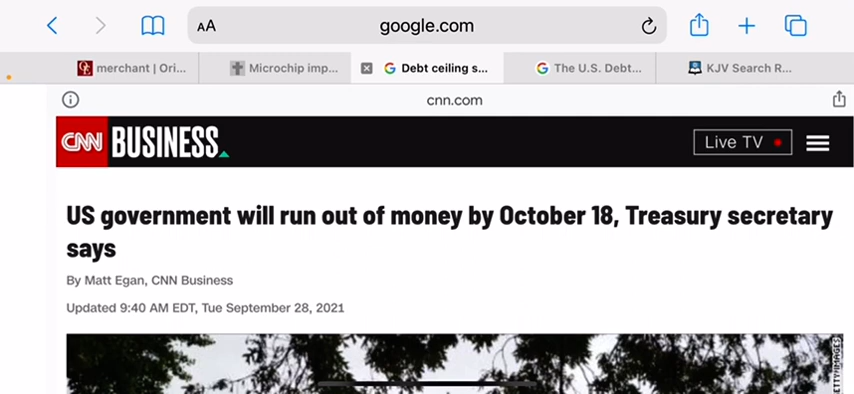 AA google.com
merchant | Ori...
Microchip imp...
Debt ceiling s...
The U.S. Debt...
KJV Search R...
cnn.com
CNN BUSINESS
Live TV
US government will run out of money by October 18, Treasury secretary
says
By Matt Egan, CNN Business
Updated 9:40 AM EDT, Tue September 28, 2021